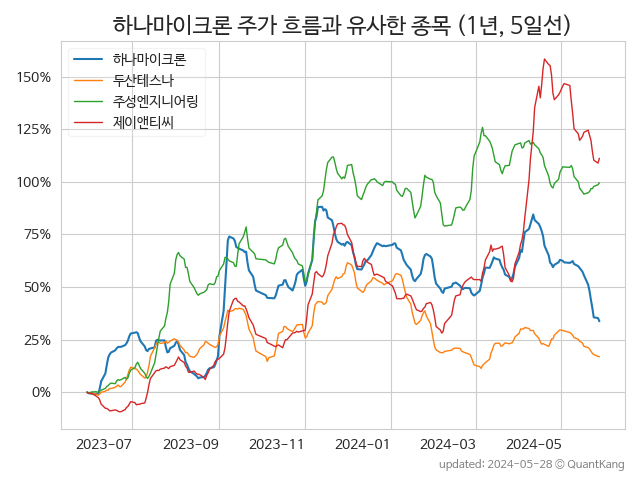 하나마이크론 주가 흐름과 유사한 종목 (1년, 5일선)
하나마이크론
두산테스나
주성엔지니어링
제이앤티씨
150%
125%
100%
75%
50%
25%
0%
2023-07
2023-09
2023-11
2024-01
2024-03
2024-05
updated: 2024-05-28 © QuantKang